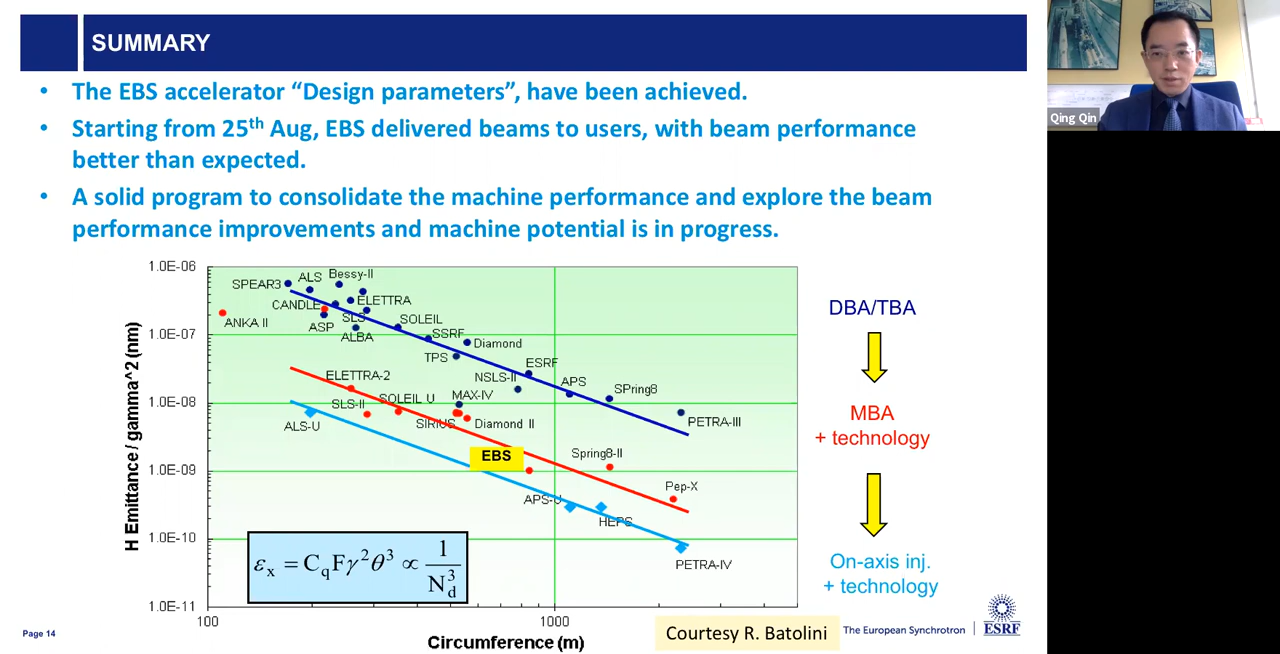 SUMMARY
Qing Qin
• The EBS accelerator “Design parameters”, have been achieved.
• Starting from 25th Aug, EBS delivered beams to users, with beam performance
better than expected.
• A solid program to consolidate the machine performance and explore the beam
performance improvements and machine potential is in progress.
H Emittance / gamma^2 (nm)
1.0E-06
1.0E-07
1.0E-08
1.0E-09
1.0E-10
1.0E-11
SPEAR3
ALS
Bessy-II
CANDLE
ELETTRA
ANKA II
ASP
SLS
ALBA
SOLEIL
SSRF
TPS
Diamond
ESRF
NSLS-II
APS
SPring8
PETRA-III
ELETTRA-2
SLS-II
SOLEIL U
MAX-IV
SIRIUS
Diamond II
ALS-U
EBS
Spring8-II
Pep-X
APS-U
HEPS
PETRA-IV
εx = CqFγ²θ³ ∝ 1/Nd³
100
1000
Circumference (m)
DBA/TBA
MBA
+ technology
On-axis inj.
+ technology
Courtesy R. Batolini
Page 14
The European Synchrotron
ESRF